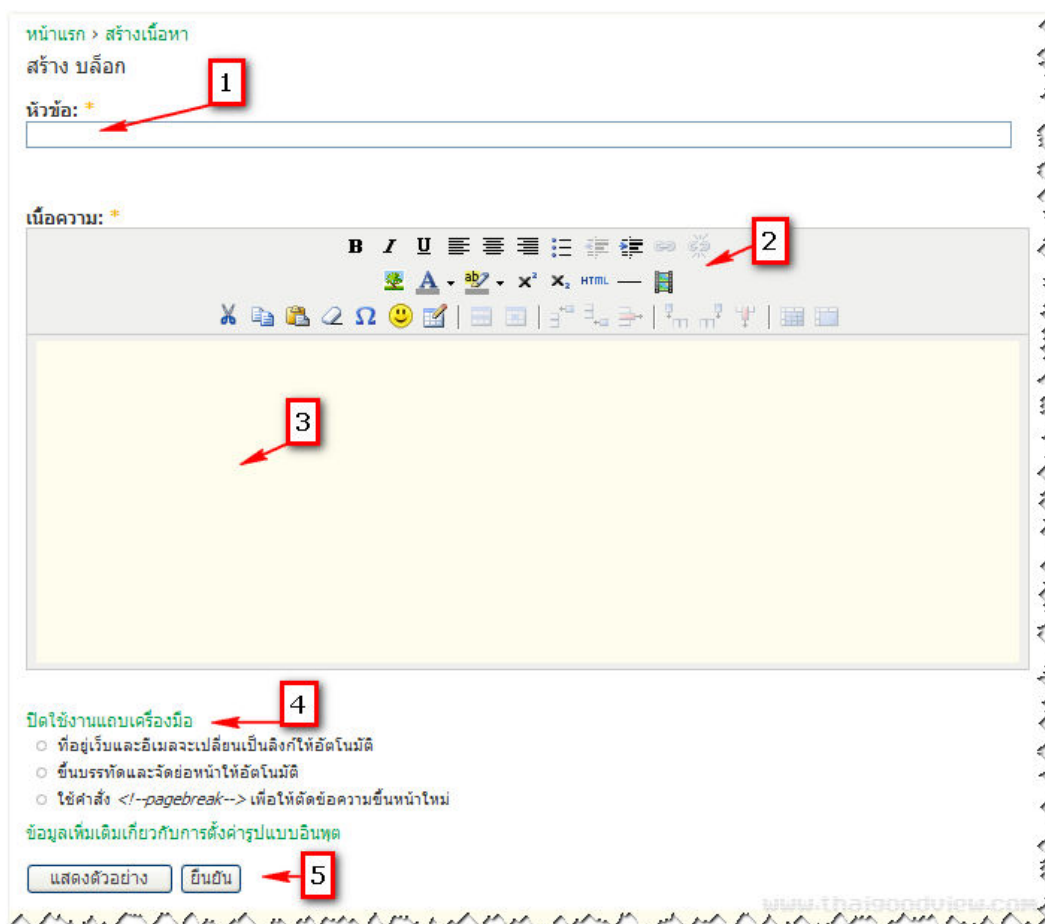 หน้าแรก › สร้างเนื้อหา
สร้าง บล็อก
1
หัวข้อ: *
เนื้อความ: *
2
B I U
A ab x² x₂ HTML
Ω
3
4
ปิดใช้งานแถบเครื่องมือ
ที่อยู่เว็บและอีเมลจะเปลี่ยนเป็นลิงก์ให้อัตโนมัติ
ขึ้นบรรทัดและจัดย่อหน้าให้อัตโนมัติ
ใช้คำสั่ง <!--pagebreak--> เพื่อให้ตัดข้อความขึ้นหน้าใหม่
ข้อมูลเพิ่มเติมเกี่ยวกับการตั้งค่ารูปแบบอินพุต
แสดงตัวอย่าง ยืนยัน 5
www.thaigoodview.com